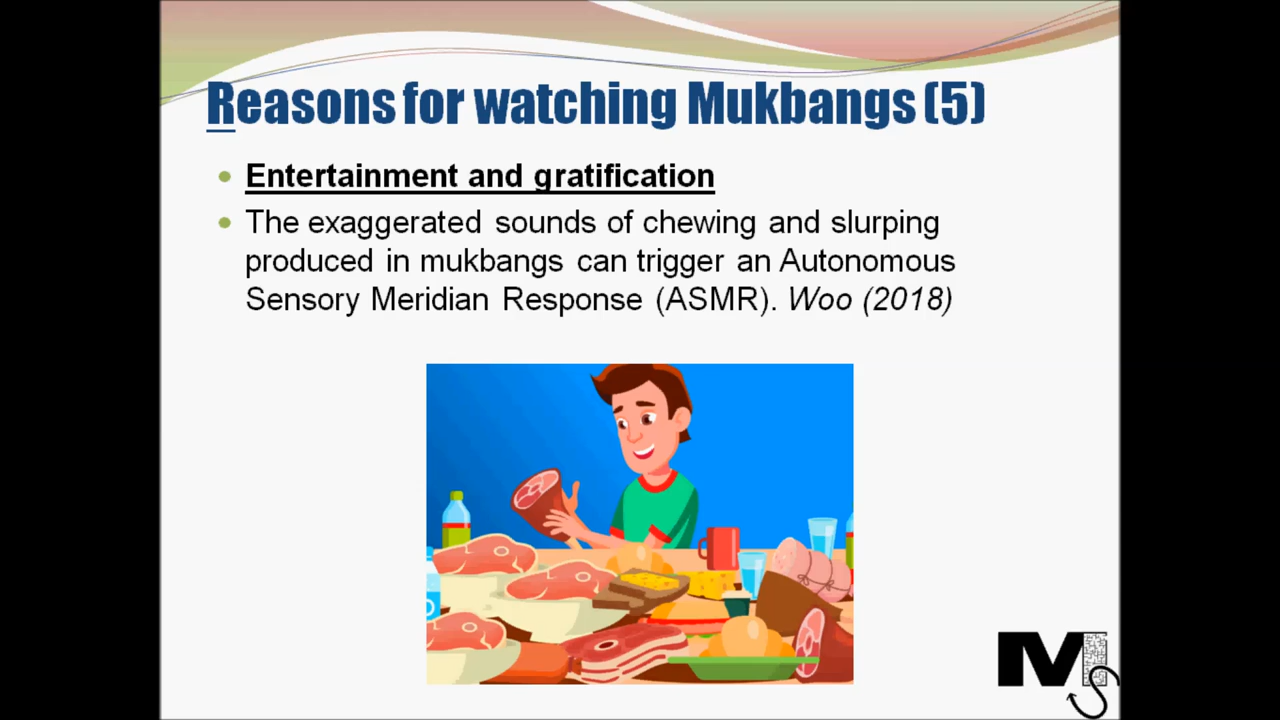 Reasons for watching Mukbangs (5)
Entertainment and gratification
The exaggerated sounds of chewing and slurping
produced in mukbangs can trigger an Autonomous
Sensory Meridian Response (ASMR). Woo (2018)
MS